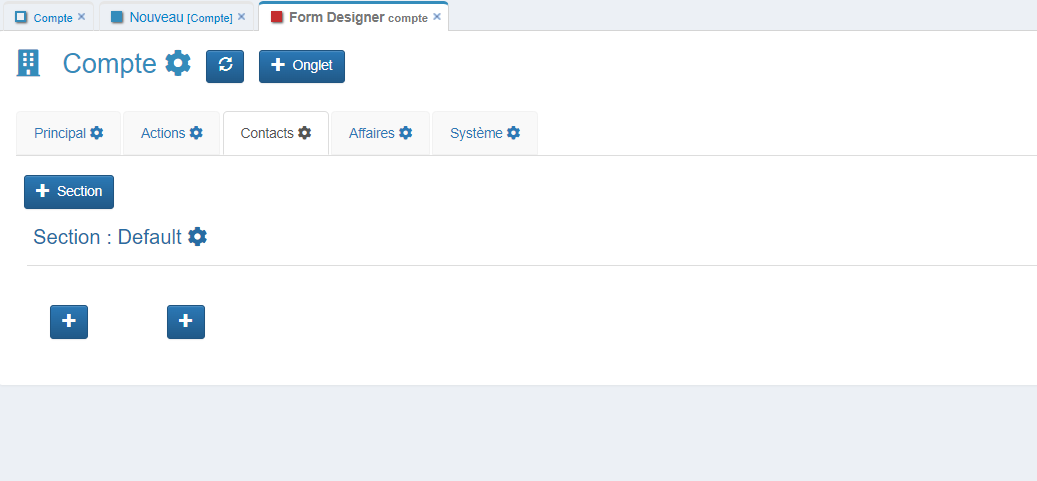 Compte × Nouveau [Compte] × Form Designer compte ×
Compte Onglet
Principal Actions Contacts Affaires Système
Section
Section : Default